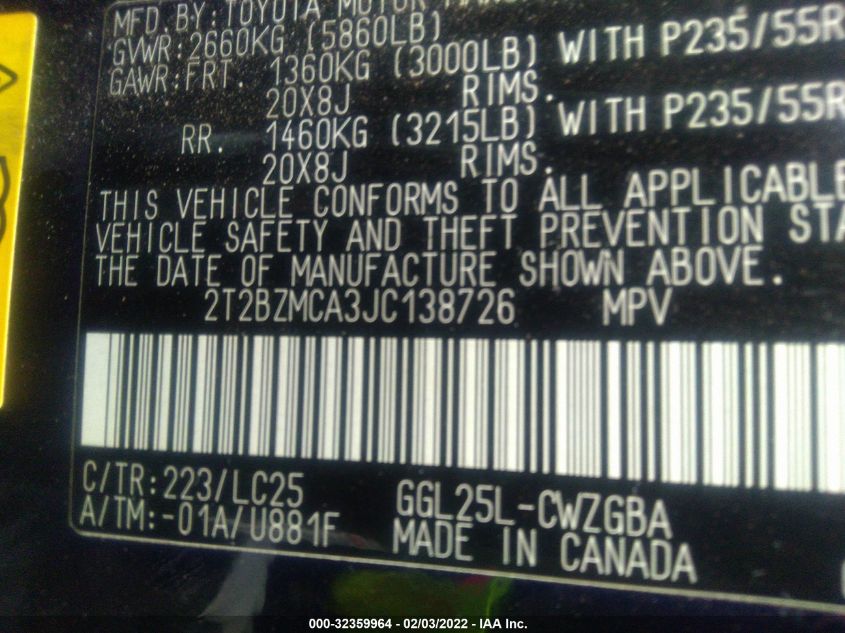 MFD. BY: TOYOTA MOTOR
GVWR: 2660KG (5860LB)
GAWR: FRT. 1360KG (3000LB) WITH P235/55R
20X8J RIMS.
RR. 1460KG (3215LB) WITH P235/55R
20X8J RIMS.
THIS VEHICLE CONFORMS TO ALL APPLICABLE
VEHICLE SAFETY AND THEFT PREVENTION STA
THE DATE OF MANUFACTURE SHOWN ABOVE.
2T2BZMCA3JC138726 MPV
C/TR: 223/LC25 GGL25L-CWZGBA
A/TM: -01A/U881F MADE IN CANADA
000-32359964 - 02/03/2022 - IAA Inc.